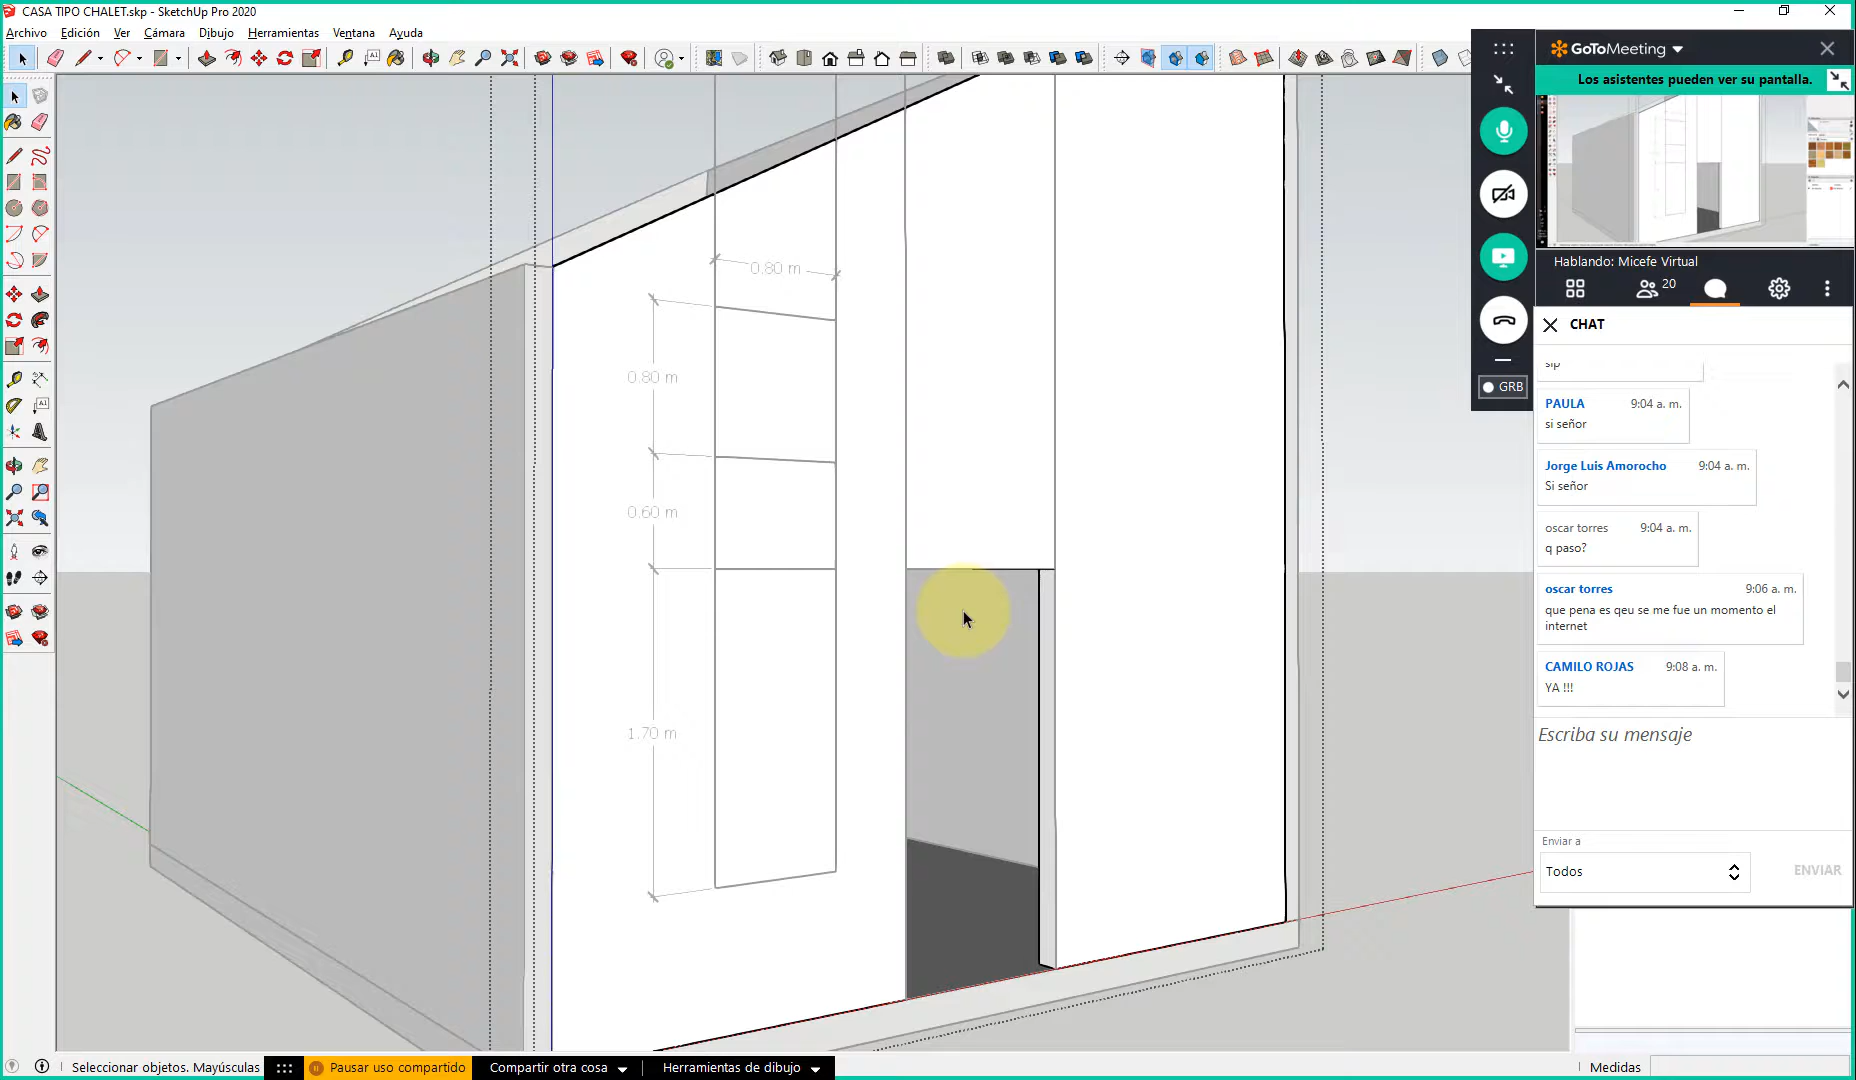 CASA TIPO CHALET.skp - SketchUp Pro 2020
Archivo Edición Ver Cámara Dibujo Herramientas Ventana Ayuda
GoToMeeting
Los asistentes pueden ver su pantalla.
Hablando: Micefe Virtual
20
CHAT
GRB
PAULA 9:04 a. m.
si señor
Jorge Luis Amorocho 9:04 a. m.
Si señor
oscar torres 9:04 a. m.
q paso?
oscar torres 9:06 a. m.
que pena es qeu se me fue un momento el
internet
CAMILO ROJAS 9:08 a. m.
YA !!!
Escriba su mensaje
Enviar a
Todos
ENVIAR
0.80 m
0.80 m
0.60 m
1.70 m
Seleccionar objetos. Mayúsculas
Pausar uso compartido
Compartir otra cosa
Herramientas de dibujo
Medidas